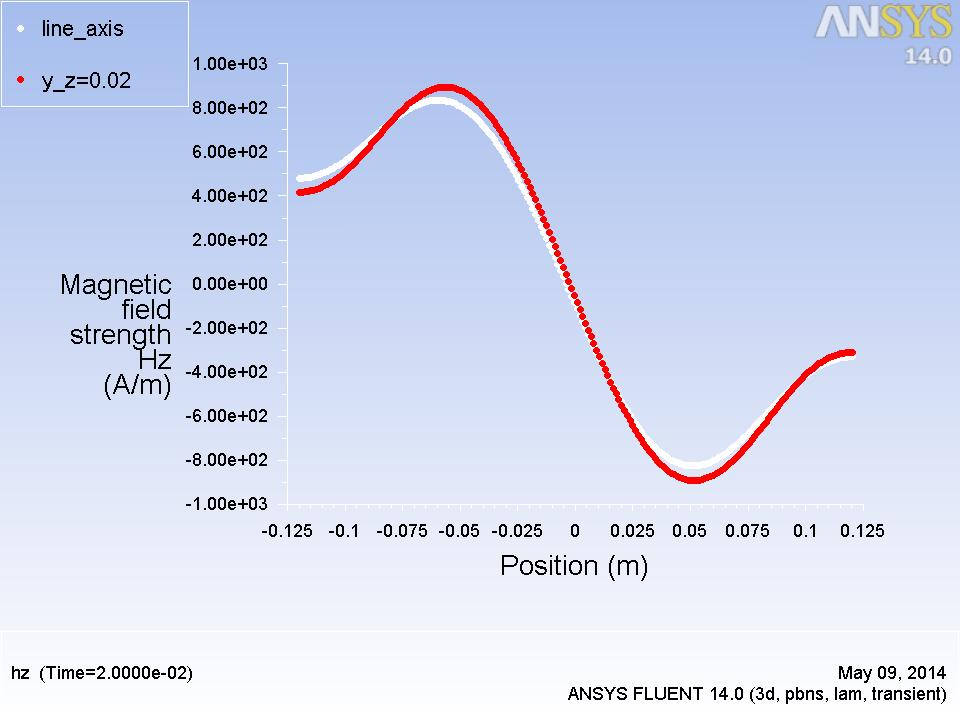 line_axis
y_z=0.02
ANSYS
14.0
1.00e+03
8.00e+02
6.00e+02
4.00e+02
2.00e+02
0.00e+00
-2.00e+02
-4.00e+02
-6.00e+02
-8.00e+02
-1.00e+03
Magnetic
field
strength
Hz
(A/m)
-0.125 -0.1 -0.075 -0.05 -0.025 0 0.025 0.05 0.075 0.1 0.125
Position (m)
hz (Time=2.0000e-02)
May 09, 2014
ANSYS FLUENT 14.0 (3d, pbns, lam, transient)